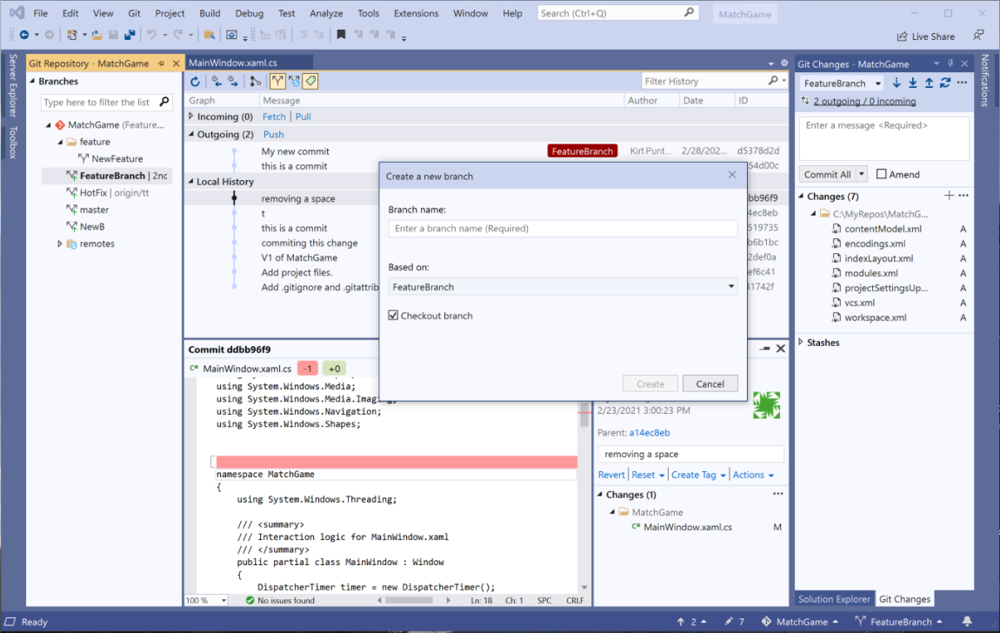 File Edit View Git Project Build Debug Test Analyze Tools Extensions Window Help Search (Ctrl+Q) MatchGame
Live Share
Server Explorer
Toolbox
Git Repository - MatchGame
Branches
Type here to filter the list
MatchGame (Feature...
feature
NewFeature
FeatureBranch | 2nc
HotFix | origin/tt
master
NewB
remotes
MainWindow.xaml.cs
Filter History
Graph Message Author Date ID
Incoming (0) Fetch | Pull
Outgoing (2) Push
My new commit FeatureBranch Kirt Punt... 2/28/202... d5378d2d
this is a commit 54d00c
Local History
removing a space bb96f9
t 4ec8eb
this is a commit 519735
commiting this change b6b1bc
V1 of MatchGame 2def0a
Add project files. ef6c41
Add .gitignore and .gitattrib 41742f
Create a new branch
Branch name:
Enter a branch name (Required)
Based on:
FeatureBranch
Checkout branch
Create Cancel
Commit ddbb96f9
MainWindow.xaml.cs -1 +0
using System.Windows.Media;
using System.Windows.Media.Imaging;
using System.Windows.Navigation;
using System.Windows.Shapes;
namespace MatchGame
{
using System.Windows.Threading;
/// <summary>
/// Interaction logic for MainWindow.xaml
/// </summary>
public partial class MainWindow : Window
{
DispatcherTimer timer = new DispatcherTimer();
100 % No issues found Ln: 18 Ch: 1 SPC CRLF
2/23/2021 3:00:23 PM
Parent: a14ec8eb
removing a space
Revert | Reset | Create Tag | Actions
Changes (1)
MatchGame
MainWindow.xaml.cs M
Git Changes - MatchGame
FeatureBranch
2 outgoing / 0 incoming
Enter a message <Required>
Commit All Amend
Changes (7)
C:\MyRepos\MatchG...
contentModel.xml A
encodings.xml A
indexLayout.xml A
modules.xml A
projectSettingsUp... A
vcs.xml A
workspace.xml A
Stashes
Solution Explorer Git Changes
Notifications
Ready 2 7 MatchGame FeatureBranch